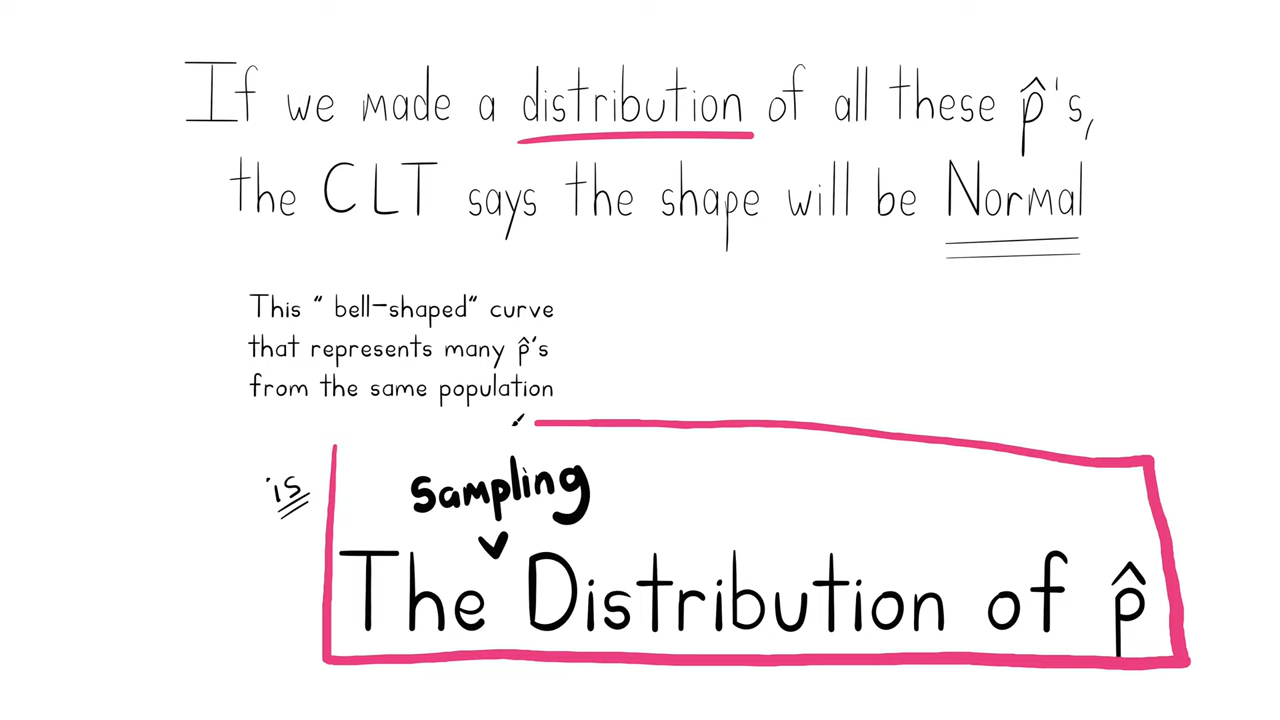 If we made a distribution of all these p̂'s,
the CLT says the shape will be Normal
This "bell-shaped" curve
that represents many p̂'s
from the same population
is
Sampling
The Distribution of p̂